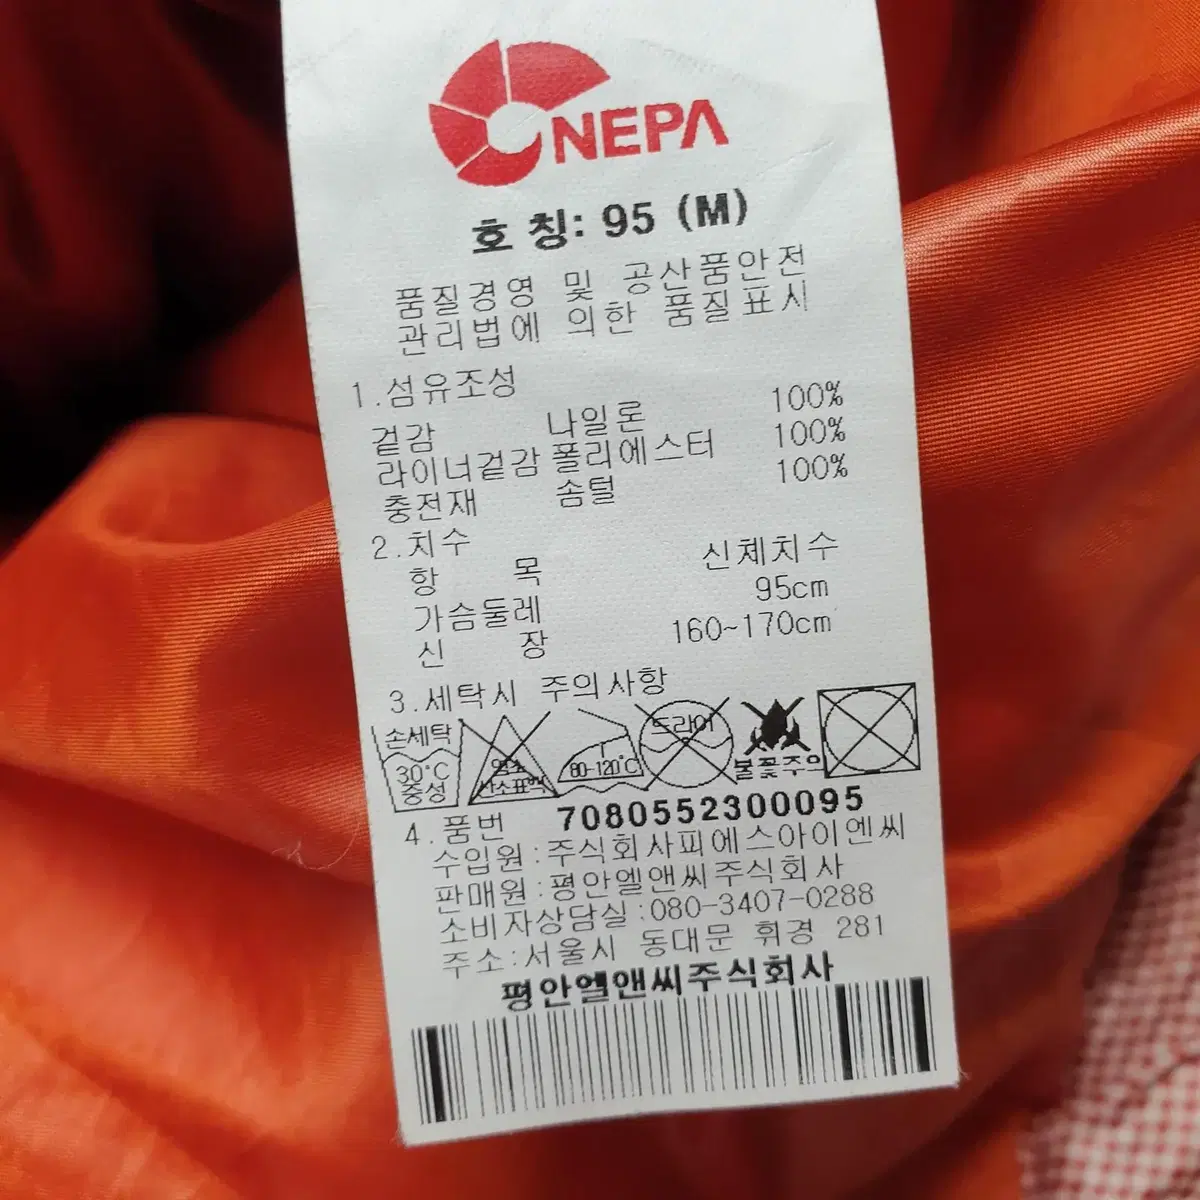 NEPA
호 칭: 95 (M)
품질경영 및 공산품안전
관리법에 의한 품질표시
1.섬유조성
겉감 나일론 100%
라이너겉감 폴리에스터 100%
충전재 솜털 100%
2.치수
항 목 신체치수
가슴둘레 95cm
신 장 160~170cm
3.세탁시 주의사항
손세탁
30°C
중성
염소
산소표백
80-120°C
드라이
불꽃주의
4.품번 7080552300095
수입원:주식회사피에스아이엔씨
판매원:평안엘앤씨주식회사
소비자상담실:080-3407-0288
주소:서울시 동대문 휘경 281
평안엘앤씨주식회사